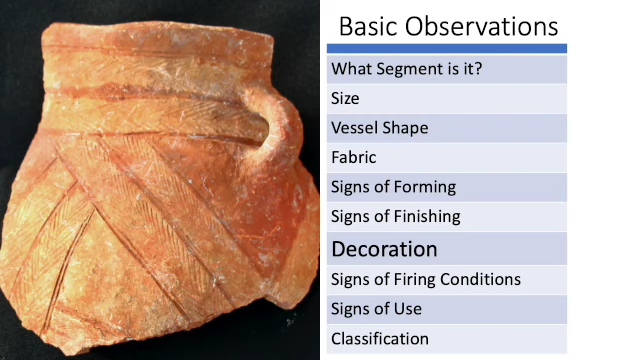 Basic Observations
What Segment is it?
Size
Vessel Shape
Fabric
Signs of Forming
Signs of Finishing
Decoration
Signs of Firing Conditions
Signs of Use
Classification